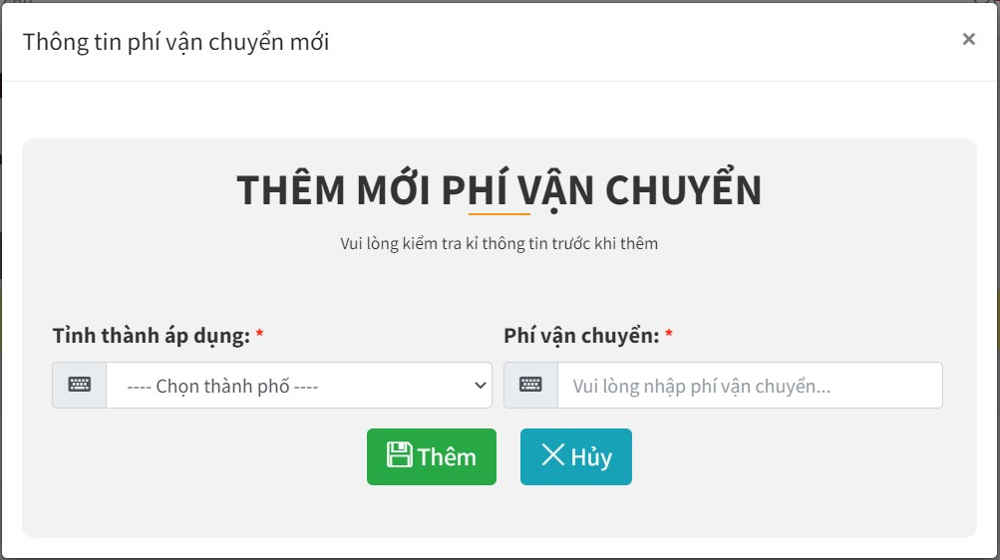 Thông tin phí vận chuyển mới
×
THÊM MỚI PHÍ VẬN CHUYỂN
Vui lòng kiểm tra kỉ thông tin trước khi thêm
Tỉnh thành áp dụng: *
Phí vận chuyển: *
---- Chọn thành phố ----
Vui lòng nhập phí vận chuyển...
Thêm
Hủy